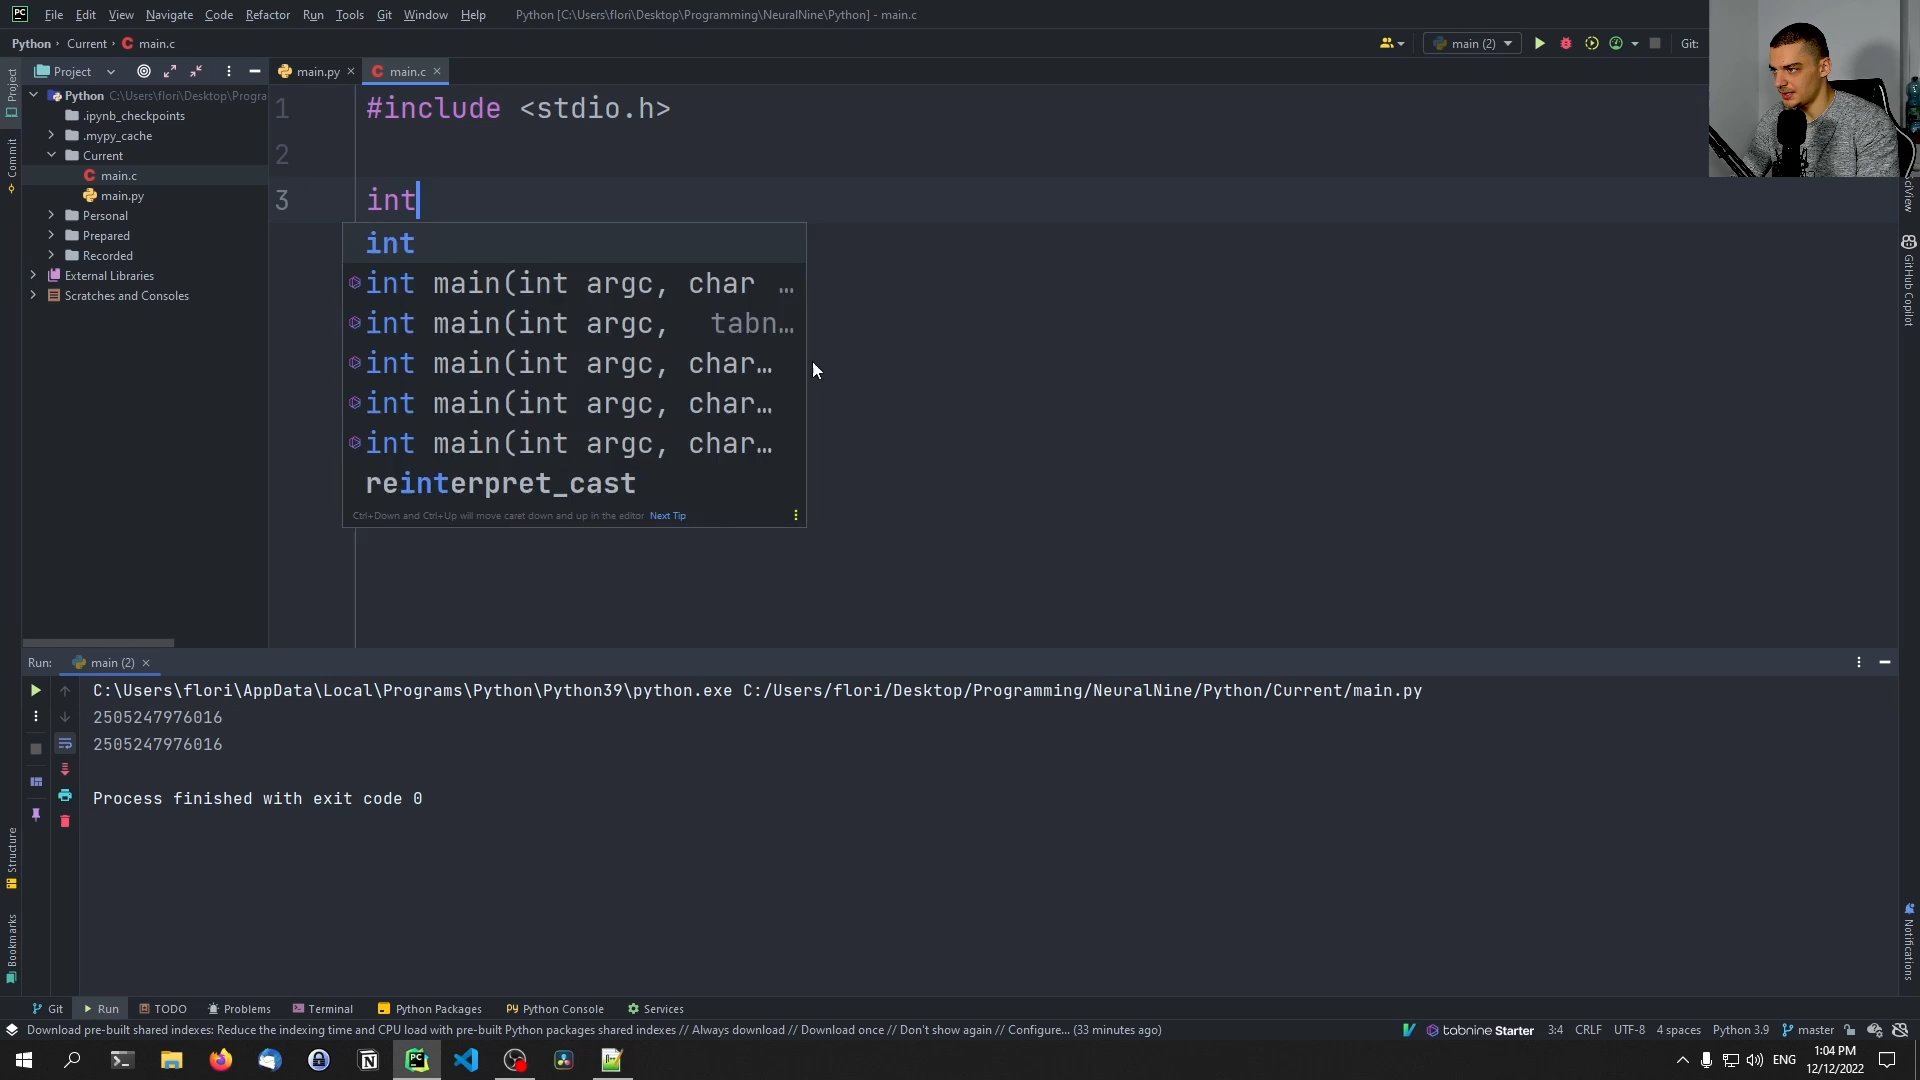 PC File Edit View Navigate Code Refactor Run Tools Git Window Help Python [C:\Users\flori\Desktop\Programming\NeuralNine\Python] - main.c
Python › Current › main.c
main (2) Git:
Project
main.py × main.c ×
Python C:\Users\flori\Desktop\Progra
.ipynb_checkpoints
.mypy_cache
Current
main.c
main.py
Personal
Prepared
Recorded
External Libraries
Scratches and Consoles
Project
Commit
Structure
Bookmarks
1 #include <stdio.h>
2
3 int
int
int main(int argc, char …
int main(int argc, tabn…
int main(int argc, char…
int main(int argc, char…
int main(int argc, char…
reinterpret_cast
Ctrl+Down and Ctrl+Up will move caret down and up in the editor Next Tip
SciView
GitHub Copilot
Notifications
Run: main (2) ×
C:\Users\flori\AppData\Local\Programs\Python\Python39\python.exe C:/Users/flori/Desktop/Programming/NeuralNine/Python/Current/main.py
2505247976016
2505247976016
Process finished with exit code 0
Git Run TODO Problems Terminal Python Packages Python Console Services
Download pre-built shared indexes: Reduce the indexing time and CPU load with pre-built Python packages shared indexes // Always download // Download once // Don't show again // Configure... (33 minutes ago)
tabnine Starter 3:4 CRLF UTF-8 4 spaces Python 3.9 master
ENG 1:04 PM
12/12/2022